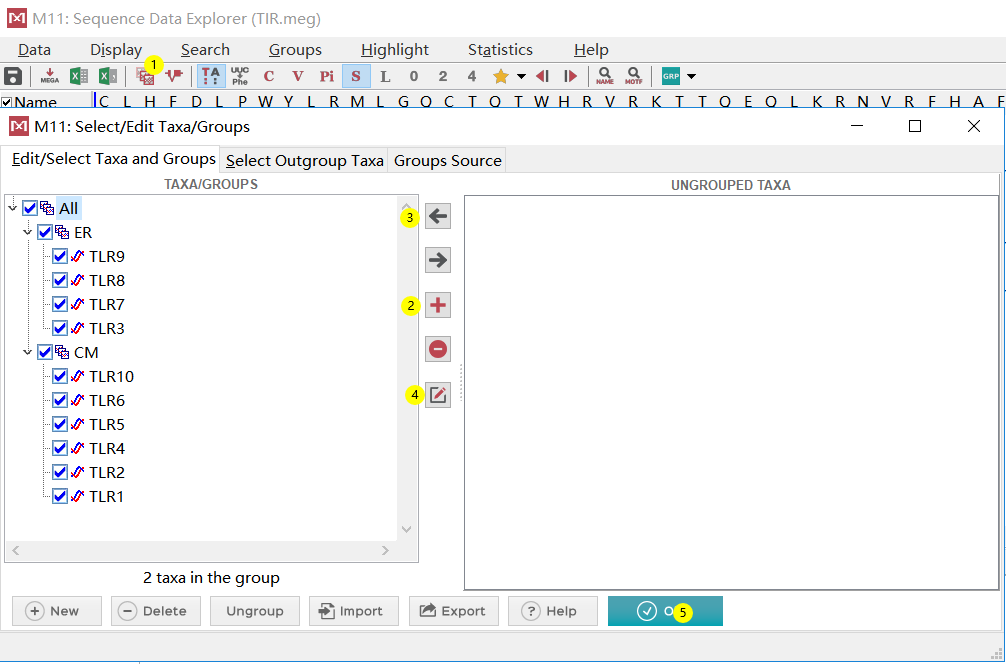 M11: Sequence Data Explorer (TIR.meg)
Data Display Search Groups Highlight Statistics Help
1
MEGA X X TA UUC Phe C V Pi S L 0 2 4 NAME MOTF GRP
Name C L H F D L P W Y L R M L G Q C T Q T W H R V R K T T Q E Q L K R N V R F H A F
M11: Select/Edit Taxa/Groups
Edit/Select Taxa and Groups Select Outgroup Taxa Groups Source
TAXA/GROUPS UNGROUPED TAXA
All
3
ER
TLR9
TLR8
TLR7
2
TLR3
CM
TLR10
4
TLR6
TLR5
TLR4
TLR2
TLR1
2 taxa in the group
New Delete Ungroup Import Export Help 5